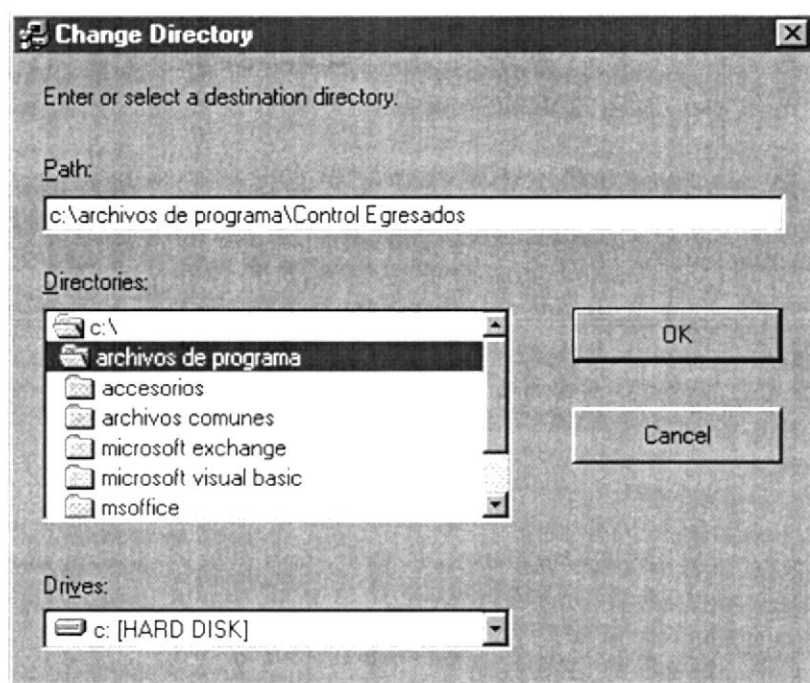 Change Directory
Enter or select a destination directory.
Path:
c:\archivos de programa\Control Egresados
Directories:
c:\
archivos de programa
accesorios
archivos comunes
microsoft exchange
microsoft visual basic
msoffice
OK
Cancel
Drives:
c: [HARD DISK]